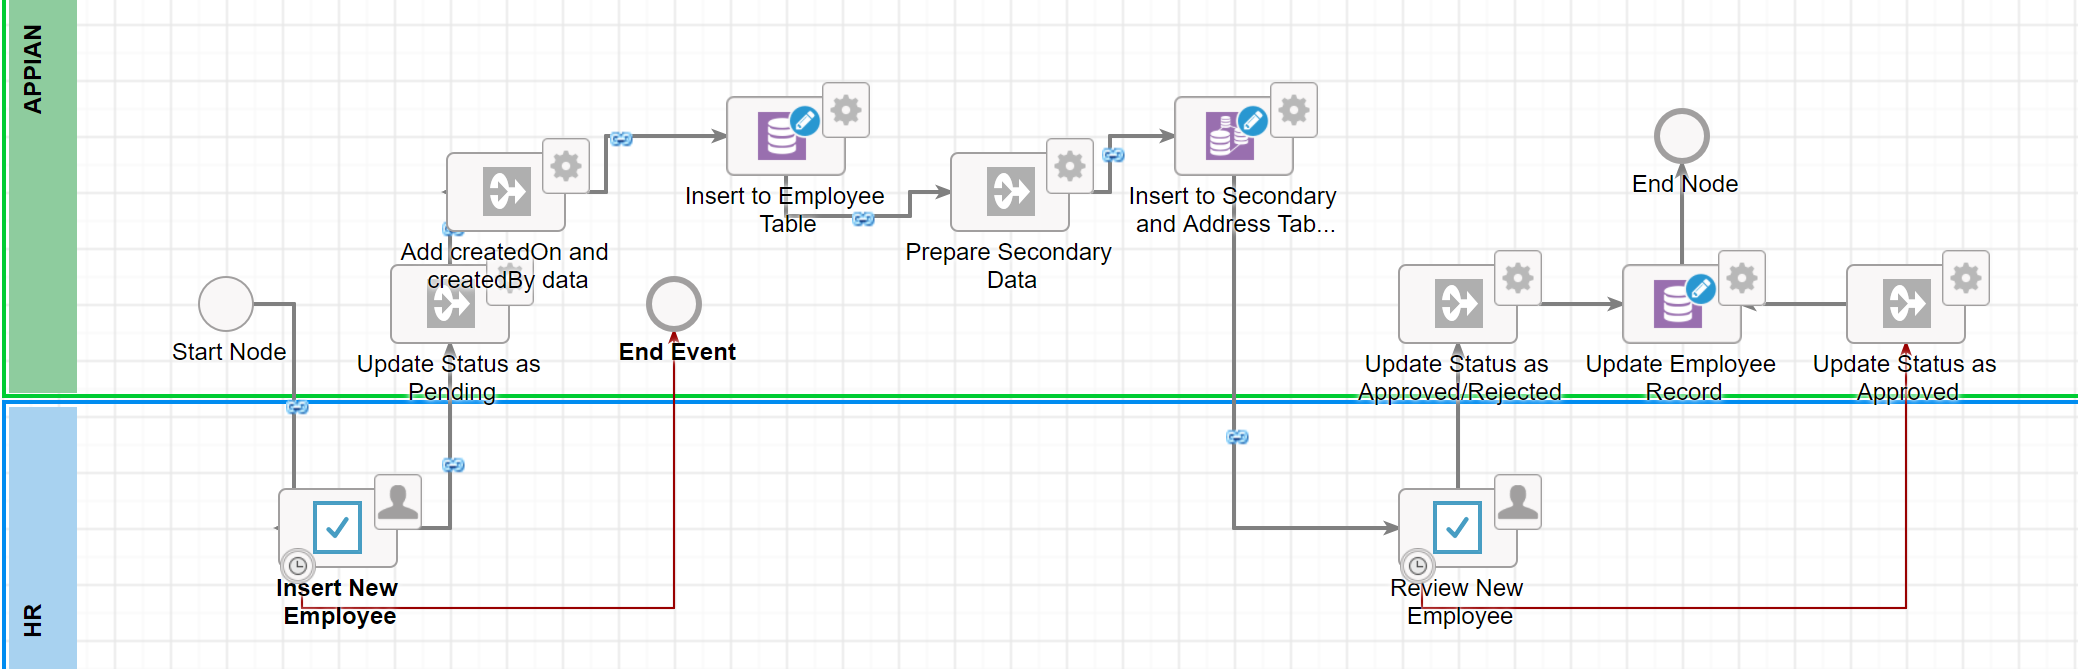 APPIAN
Insert to Employee
Table
Insert to Secondary
and Address Tab...
End Node
Add createdOn and
createdBy data
Prepare Secondary
Data
Start Node
Update Status as
Pending
End Event
Update Status as
Approved/Rejected
Update Employee
Record
Update Status as
Approved
HR
Insert New
Employee
Review New
Employee